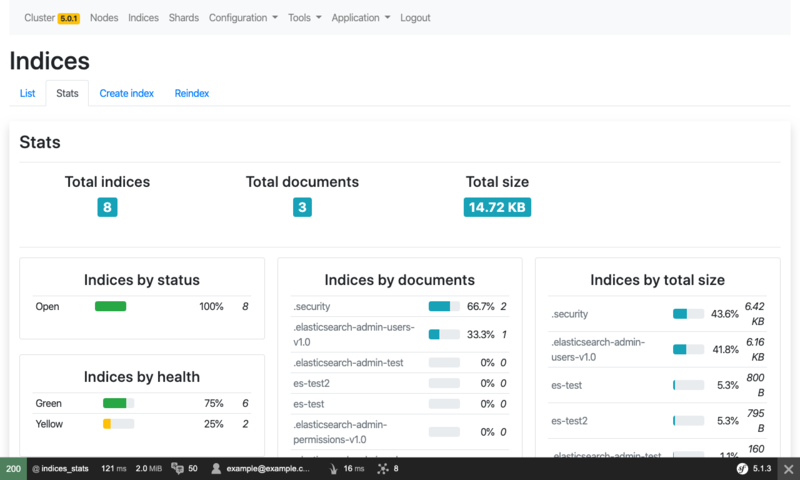 Cluster 5.0.1 Nodes Indices Shards Configuration Tools Application Logout
Indices
List Stats Create index Reindex
Stats
Total indices Total documents Total size
8 3 14.72 KB
Indices by status
Open 100% 8
Indices by health
Green 75% 6
Yellow 25% 2
Indices by documents
.security 66.7% 2
.elasticsearch-admin-users-
v1.0 33.3% 1
.elasticsearch-admin-test 0% 0
es-test2 0% 0
es-test 0% 0
.elasticsearch-admin-
permissions-v1.0 0% 0
Indices by total size
.security 43.6% 6.42
KB
.elasticsearch-admin-
users-v1.0 41.8% 6.16
KB
es-test 5.3% 800
B
es-test2 5.3% 795
B
.elasticsearch-admin-test 1.1% 160
200 @ indices_stats 121 ms 2.0 MiB 50 example@example.c... 16 ms 8 sf 5.1.3